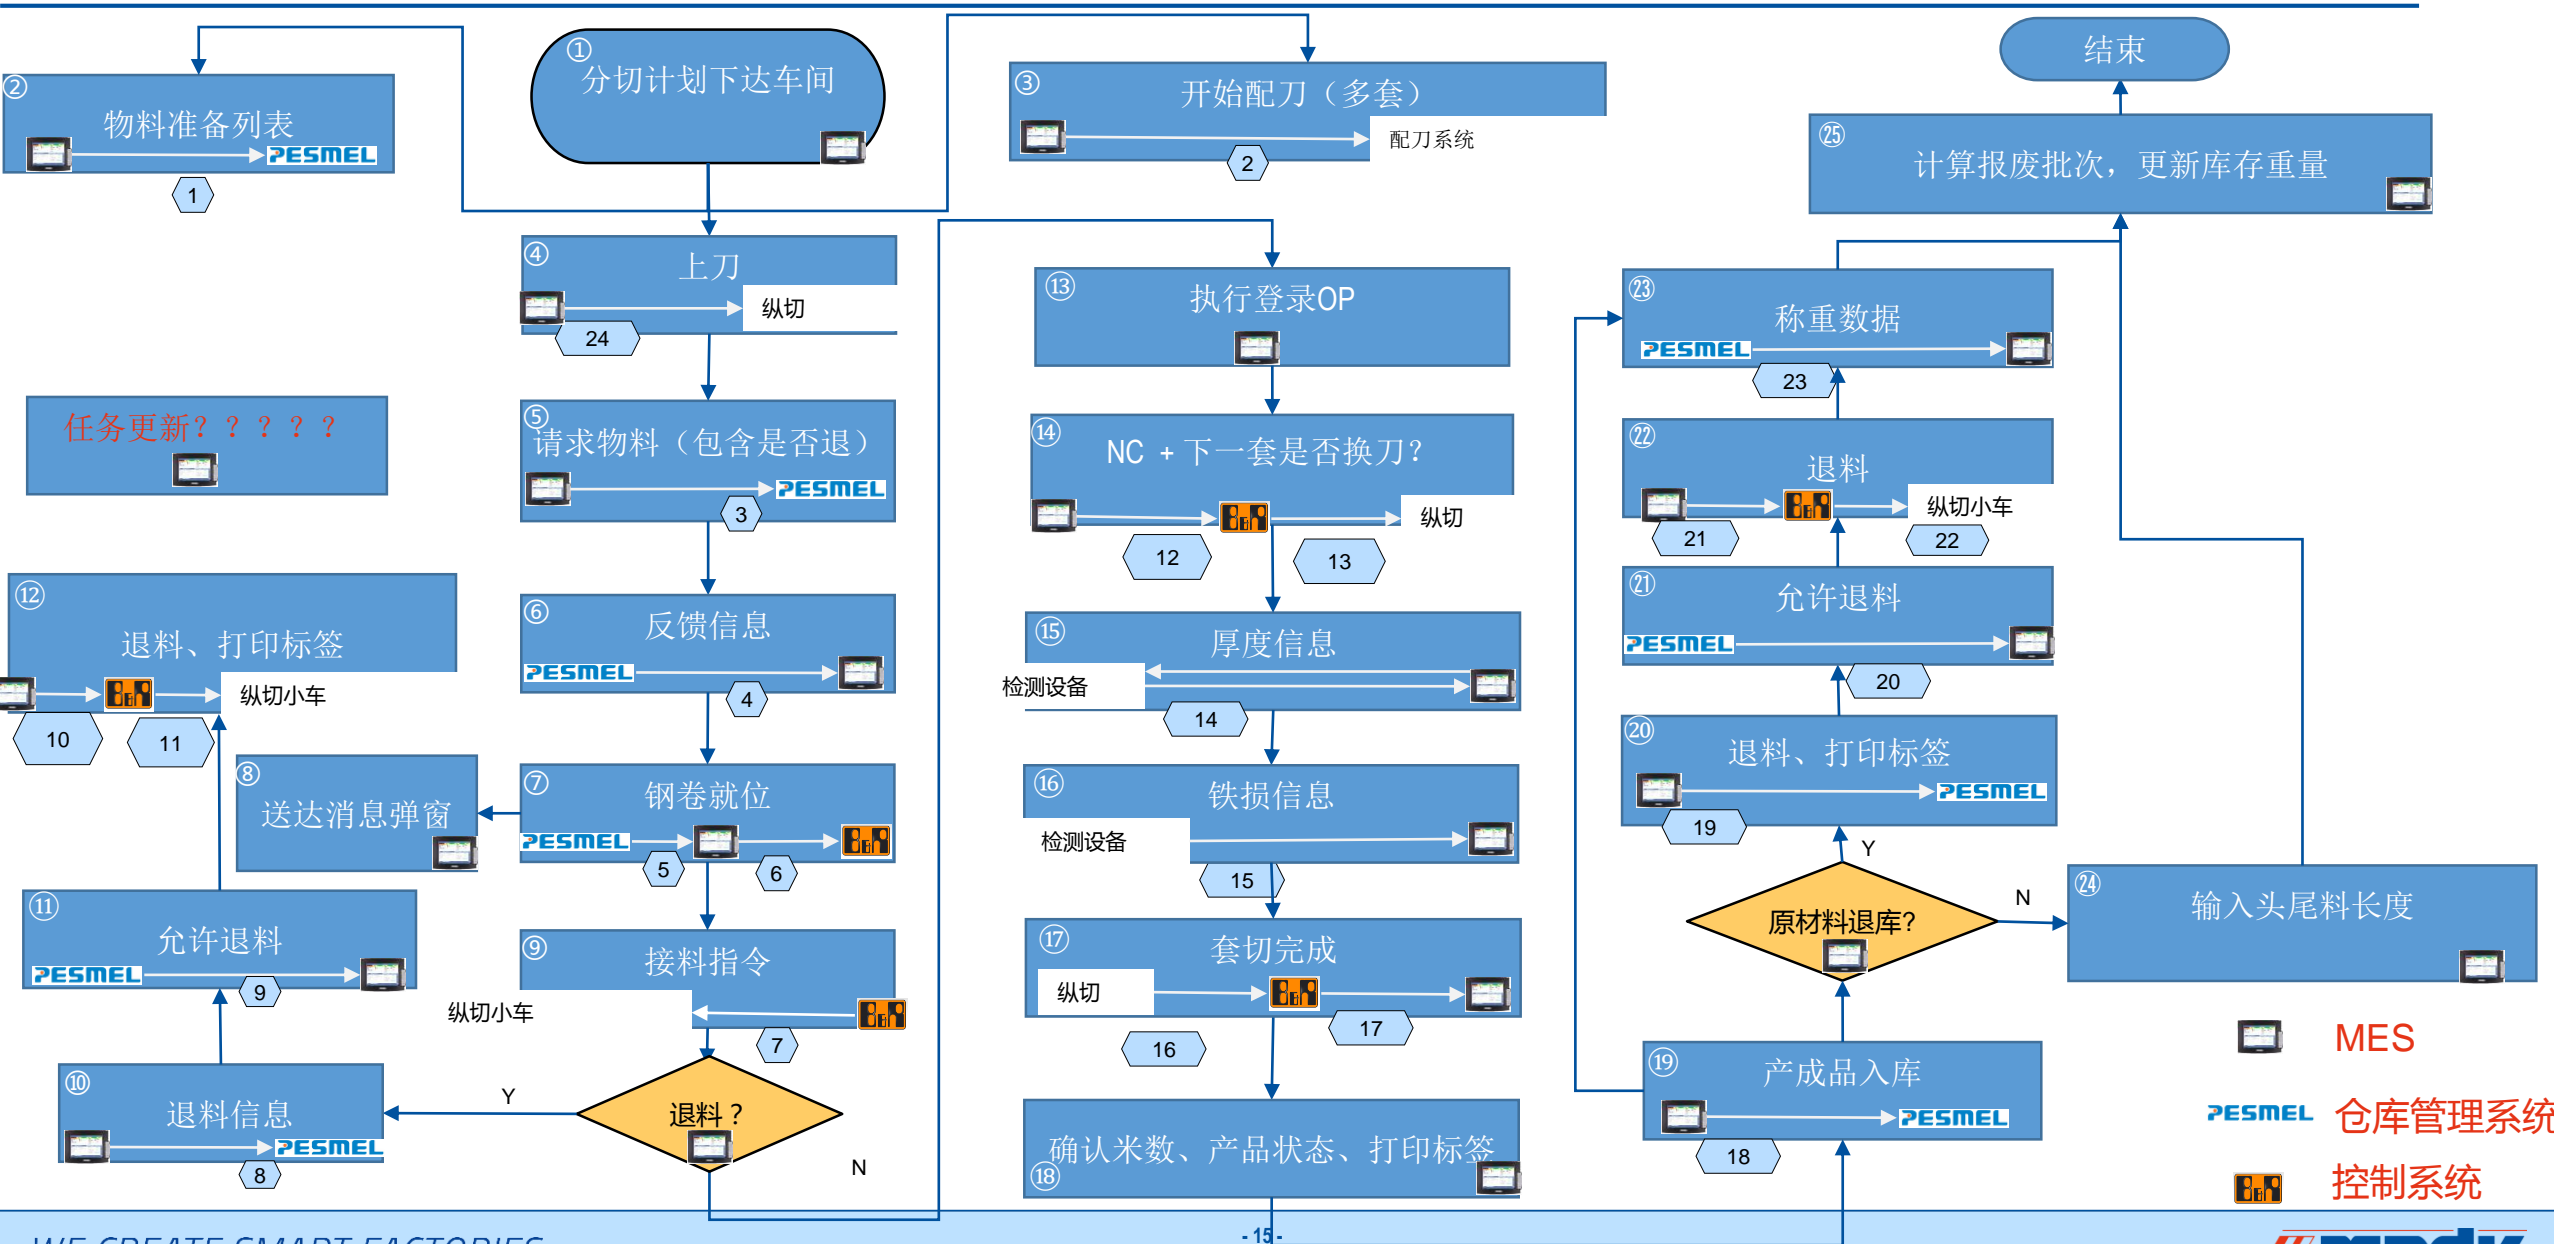 ①
分切计划下达车间
②
物料准备列表
PESMEL
1
③
开始配刀（多套）
配刀系统
2
④
上刀
纵切
24
任务更新？？？？？
⑤
请求物料（包含是否退）
PESMEL
3
⑥
反馈信息
PESMEL
4
⑦
钢卷就位
PESMEL
5
6
⑧
送达消息弹窗
⑨
接料指令
纵切小车
7
退料？
Y
N
⑩
退料信息
PESMEL
8
⑪
允许退料
PESMEL
9
⑫
退料、打印标签
纵切小车
10
11
⑬
执行登录OP
⑭
NC + 下一套是否换刀?
纵切
12
13
⑮
厚度信息
检测设备
14
⑯
铁损信息
检测设备
15
⑰
套切完成
纵切
16
17
确认米数、产品状态、打印标签
⑱
⑲
产成品入库
PESMEL
18
原材料退库?
Y
N
⑳
退料、打印标签
PESMEL
19
㉑
允许退料
PESMEL
20
㉒
退料
纵切小车
21
22
㉓
称重数据
PESMEL
23
㉔
输入头尾料长度
㉕
计算报废批次，更新库存重量
结束
MES
PESMEL 仓库管理系统
控制系统
WE CREATE SMART FACTORIES
- 15 -